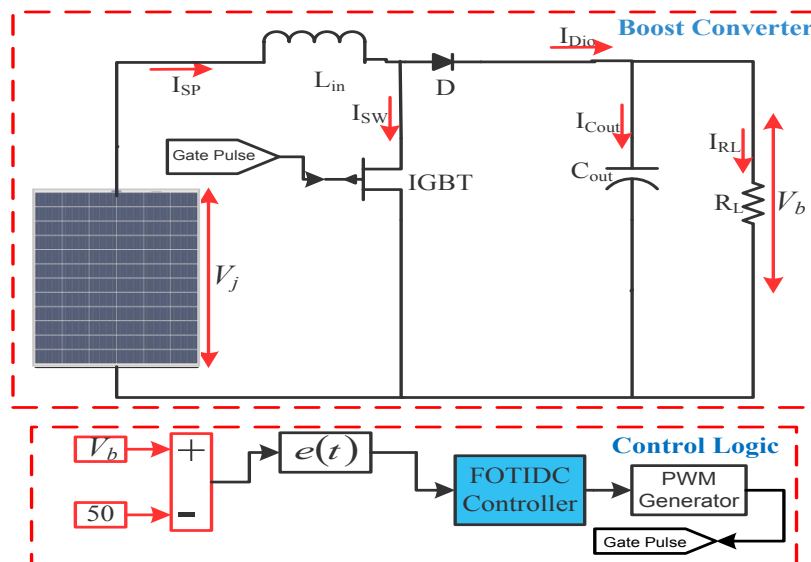 Boost Converter
I_Dio
I_SP
L_in
D
I_SW
I_Cout
I_RL
Gate Pulse
IGBT
C_out
R_L
V_b
V_j
Control Logic
V_b
+
e(t)
FOTIDC
Controller
PWM
Generator
50
-
Gate Pulse